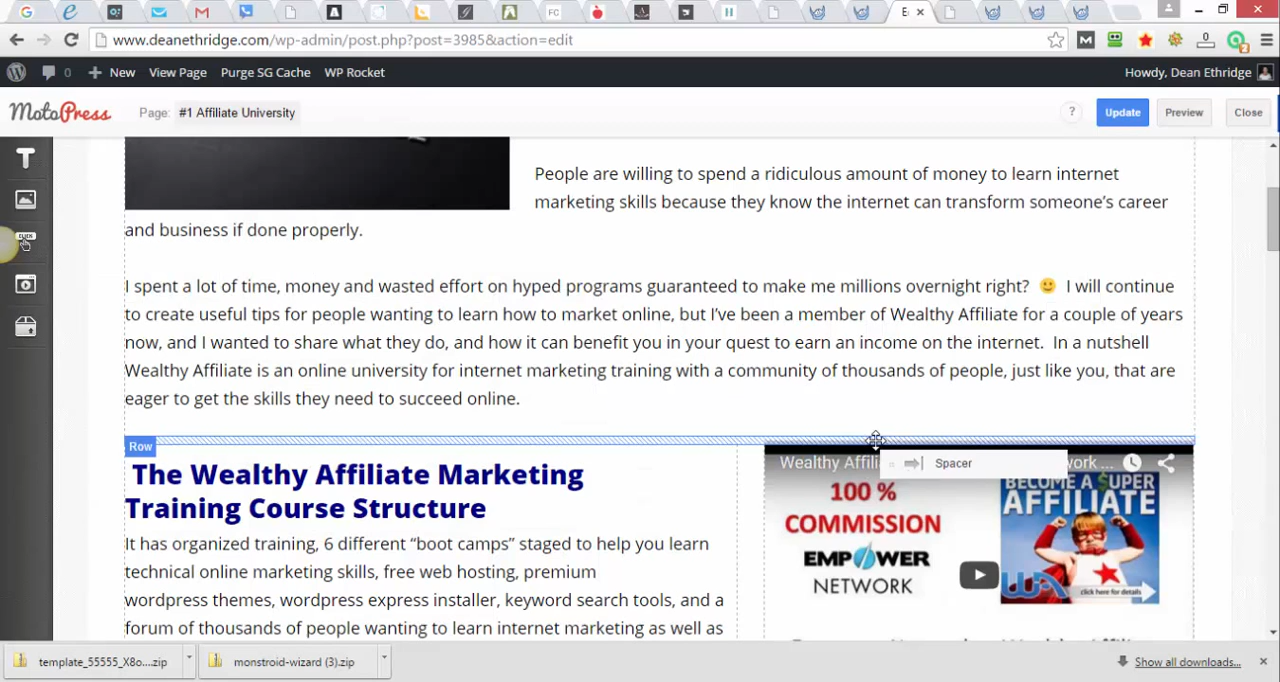 FC
E
www.deanethridge.com/wp-admin/post.php?post=3985&action=edit
0
0 + New View Page Purge SG Cache WP Rocket Howdy, Dean Ethridge
MotoPress Page: #1 Affiliate University ? Update Preview Close
T
People are willing to spend a ridiculous amount of money to learn internet
marketing skills because they know the internet can transform someone's career
and business if done properly.
CLICK
I spent a lot of time, money and wasted effort on hyped programs guaranteed to make me millions overnight right? 🙂 I will continue
to create useful tips for people wanting to learn how to market online, but I've been a member of Wealthy Affiliate for a couple of years
now, and I wanted to share what they do, and how it can benefit you in your quest to earn an income on the internet. In a nutshell
Wealthy Affiliate is an online university for internet marketing training with a community of thousands of people, just like you, that are
eager to get the skills they need to succeed online.
Row
Spacer
The Wealthy Affiliate Marketing
Training Course Structure
It has organized training, 6 different “boot camps” staged to help you learn
technical online marketing skills, free web hosting, premium
wordpress themes, wordpress express installer, keyword search tools, and a
forum of thousands of people wanting to learn internet marketing as well as
100 %
COMMISSION
EMPOWER
NETWORK
BECOME A SUPER
AFFILIATE
WA
click here for details
template_55555_X8o....zip monstroid-wizard (3).zip Show all downloads...